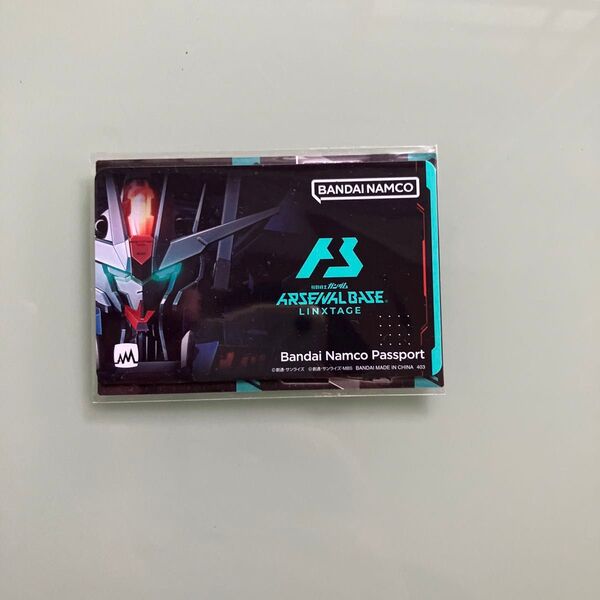 BANDAI NAMCO
AS
機動戦士 ガンダム
ARSENAL BASE
LINXTAGE
Bandai Namco Passport
©創通・サンライズ ©創通・サンライズ・MBS BANDAI MADE IN CHINA 403